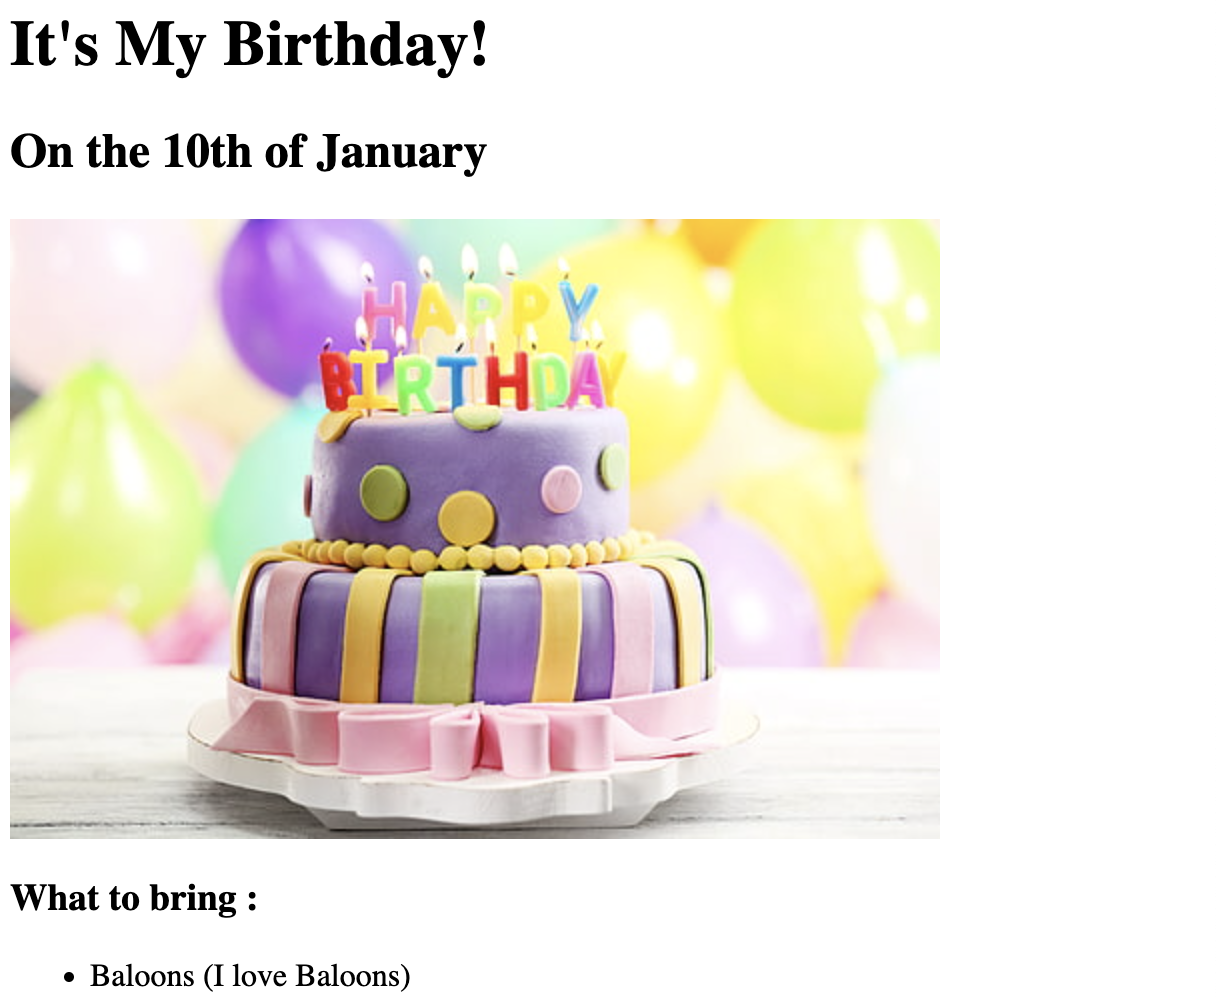 It's My Birthday!
On the 10th of January
HAPPY
BIRTHDAY
What to bring :
Baloons (I love Baloons)